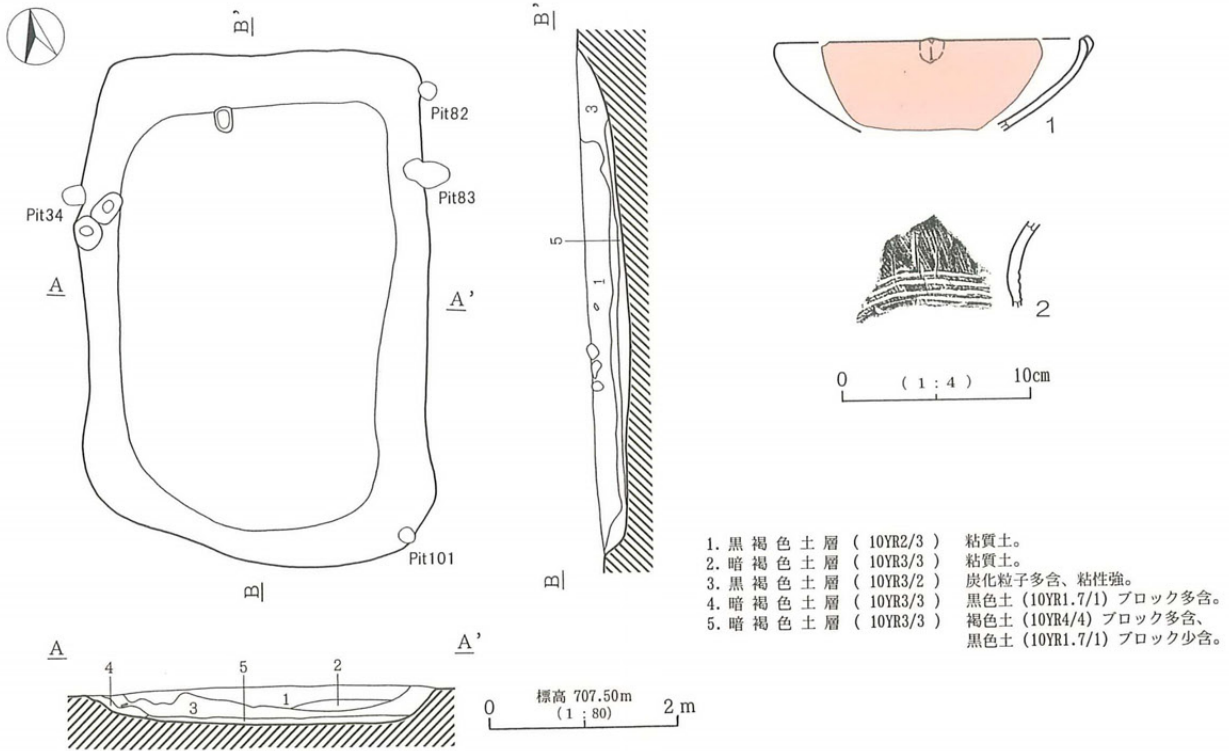 B'
Pit82
Pit83
Pit34
A
A'
Pit101
B
B'
3
5
1
B
1
2
0 ( 1 : 4 ) 10cm
1. 黒 褐 色 土 層 ( 10YR2/3 ) 粘質土。
2. 暗 褐 色 土 層 ( 10YR3/3 ) 粘質土。
3. 黒 褐 色 土 層 ( 10YR3/2 ) 炭化粒子多含、粘性強。
4. 暗 褐 色 土 層 ( 10YR3/3 ) 黒色土 (10YR1.7/1) ブロック多含。
5. 暗 褐 色 土 層 ( 10YR3/3 ) 褐色土 (10YR4/4) ブロック多含、
黒色土 (10YR1.7/1) ブロック少含。
A
A'
4 5 2
3 1
標高 707.50m
0 ( 1 : 80) 2 m